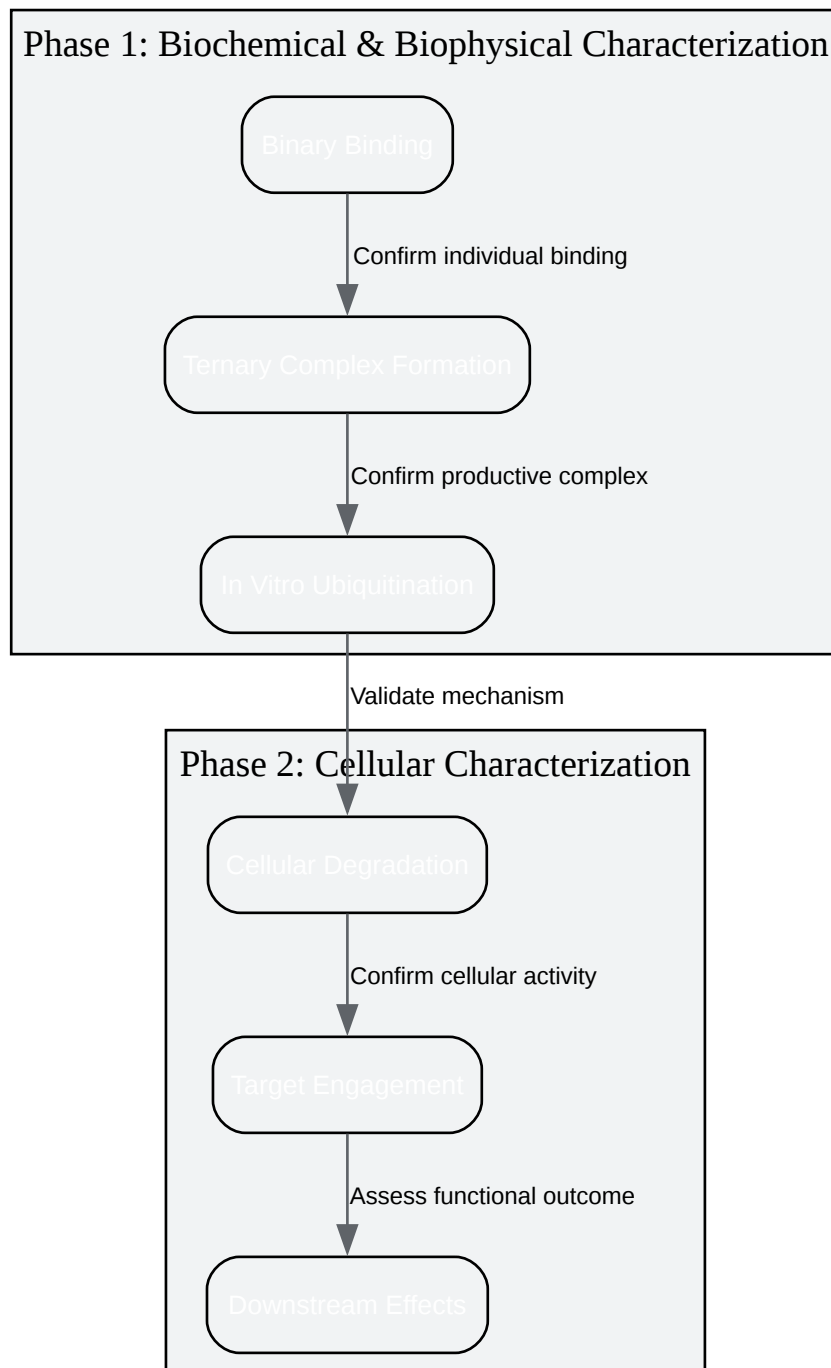 Phase 1: Biochemical & Biophysical Characterization
Binary Binding
Confirm individual binding
Ternary Complex Formation
Confirm productive complex
In Vitro Ubiquitination
Validate mechanism
Phase 2: Cellular Characterization
Cellular Degradation
Confirm cellular activity
Target Engagement
Assess functional outcome
Downstream Effects